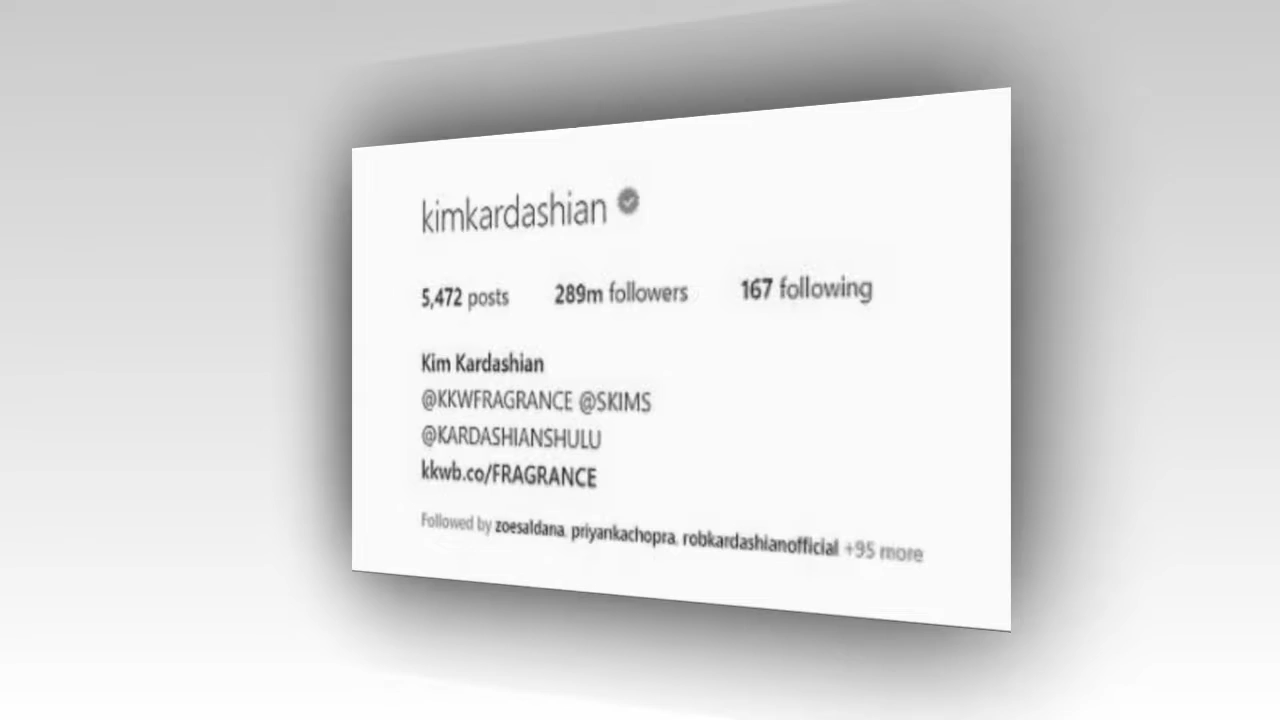 kimkardashian
5,472 posts 289m followers 167 following
Kim Kardashian
@KKWFRAGRANCE @SKIMS
@KARDASHIANSHULU
kkwb.co/FRAGRANCE
Followed by zoesaldana, priyankachopra, robkardashianofficial +95 more